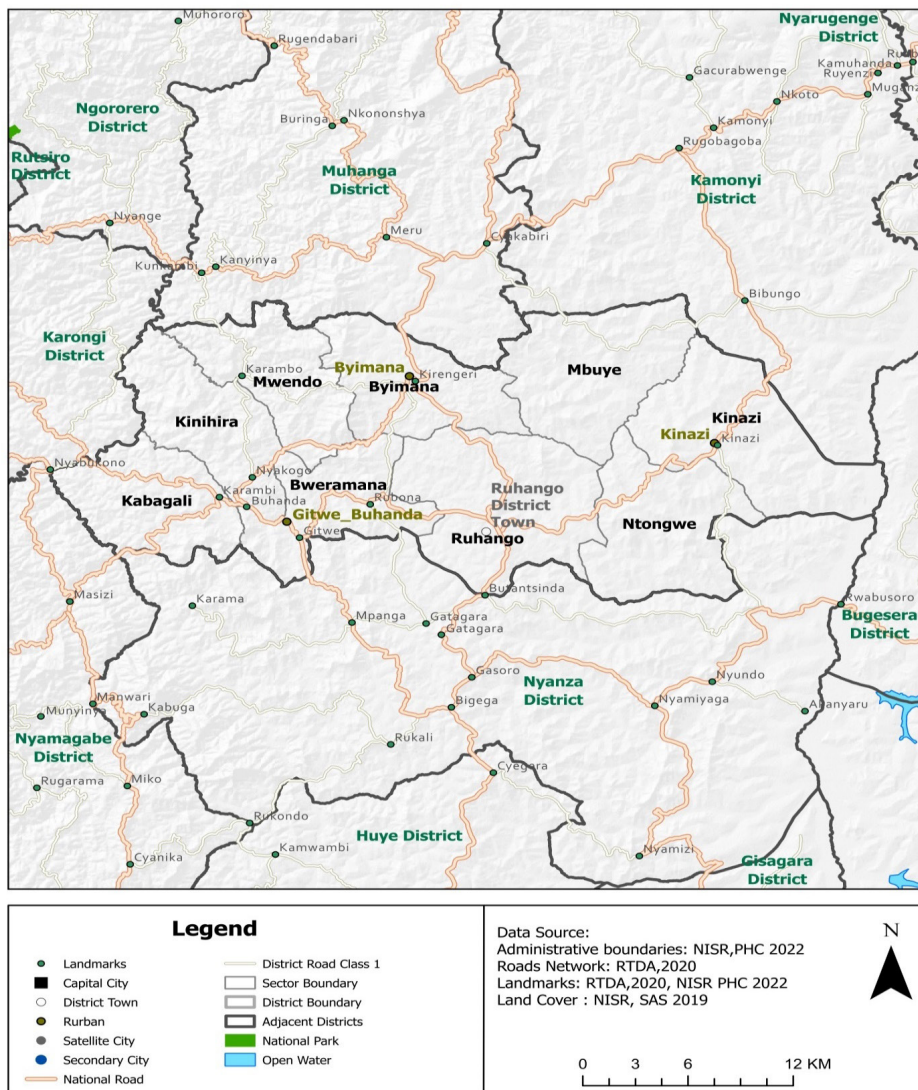 Muhororo
Rugendabari
Nyarugenge
District
Kamuhanda
Ruyenzi
Gacurabwenge
Muganz
Nkoto
Ngororero
District
Nkononshya
Buringa
Kamonyi
Rugobagoba
Rutsiro
District
Muhanga
District
Kamonyi
District
Nyange
Meru
Cyakabiri
Kanyinya
Bibungo
Karongi
District
Karambo
Mwendo
Byimana
Kirengeri
Byimana
Mbuye
Kinihira
Kinazi
Kinazi
Kinazi
Nyabukono
Nyakogo
Bweramana
Kabagali
Karambi
Buhanda
Rubona
Ruhango
District
Town
Gitwe_Buhanda
Gitwe
Ruhango
Ntongwe
Masizi
Karama
Butantsinda
Rwabusoro
Bugesera
District
Mpanga
Gatagara
Gatagara
Gasoro
Nyanza
District
Nyundo
Manwari
Munyinya
Kabuga
Bigega
Nyamiyaga
Nyamagabe
District
Rukali
Rugarama
Miko
Cyegara
Rukondo
Huye District
Kamwambi
Cyanika
Nyamizi
Gisagara
District
Legend
Landmarks
Capital City
District Town
Rurban
Satellite City
Secondary City
National Road
District Road Class 1
Sector Boundary
District Boundary
Adjacent Districts
National Park
Open Water
Data Source:
Administrative boundaries: NISR,PHC 2022
Roads Network: RTDA,2020
Landmarks: RTDA,2020, NISR PHC 2022
Land Cover : NISR, SAS 2019
N
0 3 6 12 KM